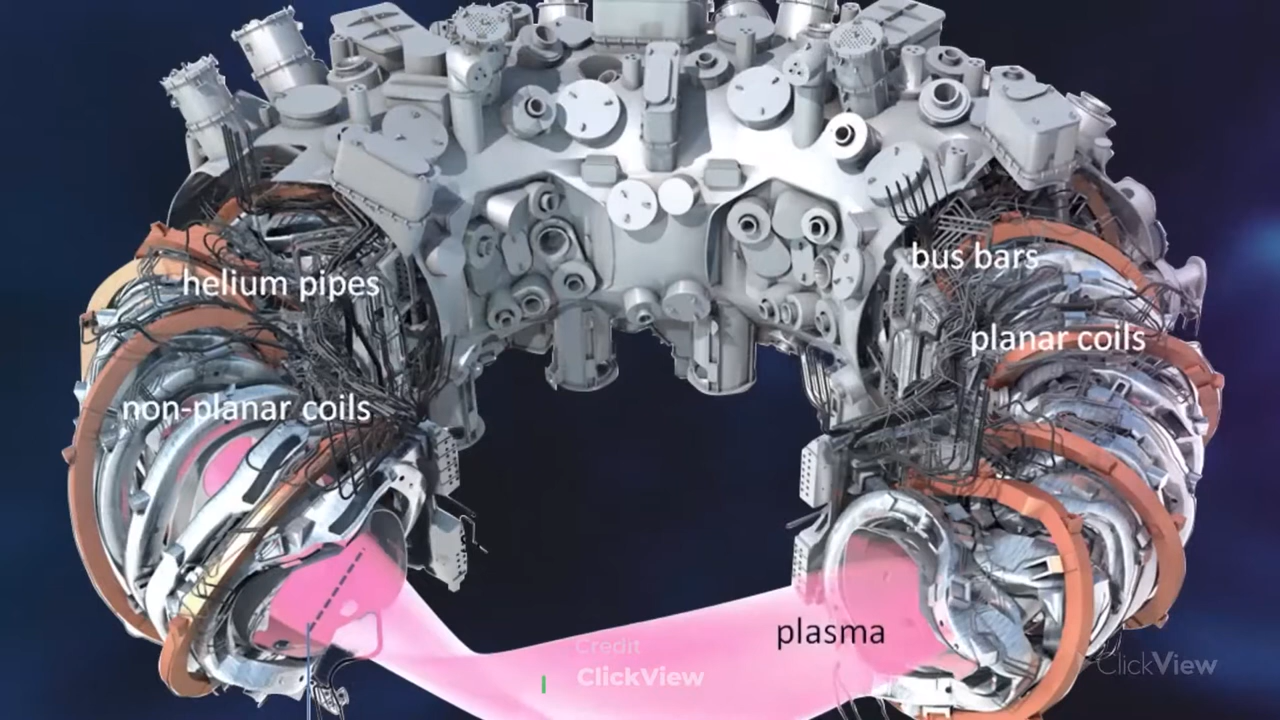 bus bars
helium pipes
planar coils
non-planar coils
plasma
Credit
ClickView
ClickView